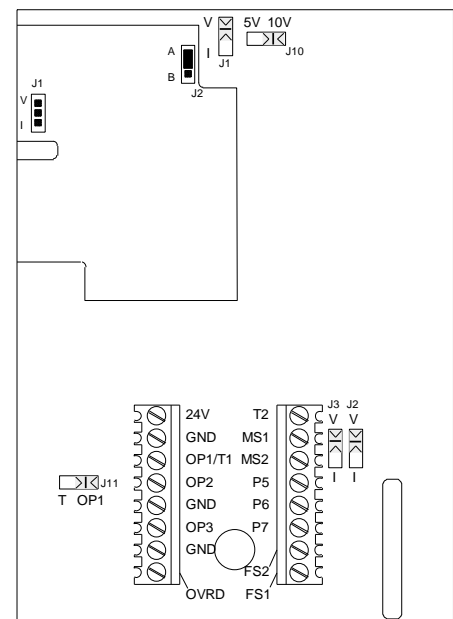 V 5V 10V
A
I
J1 J10
B
J2
J1
V
I
J3 J2
24V T2 V V
GND MS1
OP1/T1 MS2
J11 OP2 P5 I I
T OP1
GND P6
OP3 P7
GND
FS2
OVRD FS1